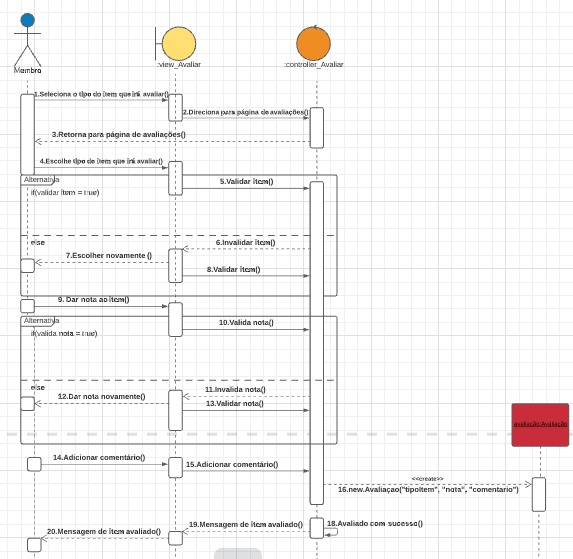 Membro
:view_Avaliar
:controller_Avaliar
1.Seleciona o tipo de item que irá avaliar()
2.Direciona para página de avaliações()
3.Retorna para página de avaliações()
4.Escolhe tipo de item que irá avaliar()
Alternativa
if(validar item = true)
5.Validar item()
else
6.Invalidar item()
7.Escolher novamente ()
8.Validar item()
9. Dar nota ao item()
Alternativa
if(valida nota = true)
10.Valida nota()
else
11.Invalida nota()
12.Dar nota novamente()
13.Validar nota()
avaliação:Avaliação
14.Adicionar comentário()
15.Adicionar comentário()
<<create>>
16.new.Avaliaçao("tipoItem", "nota", "comentario")
18.Avaliado com sucesso()
19.Mensagem de item avaliado()
20.Mensagem de item avaliado()